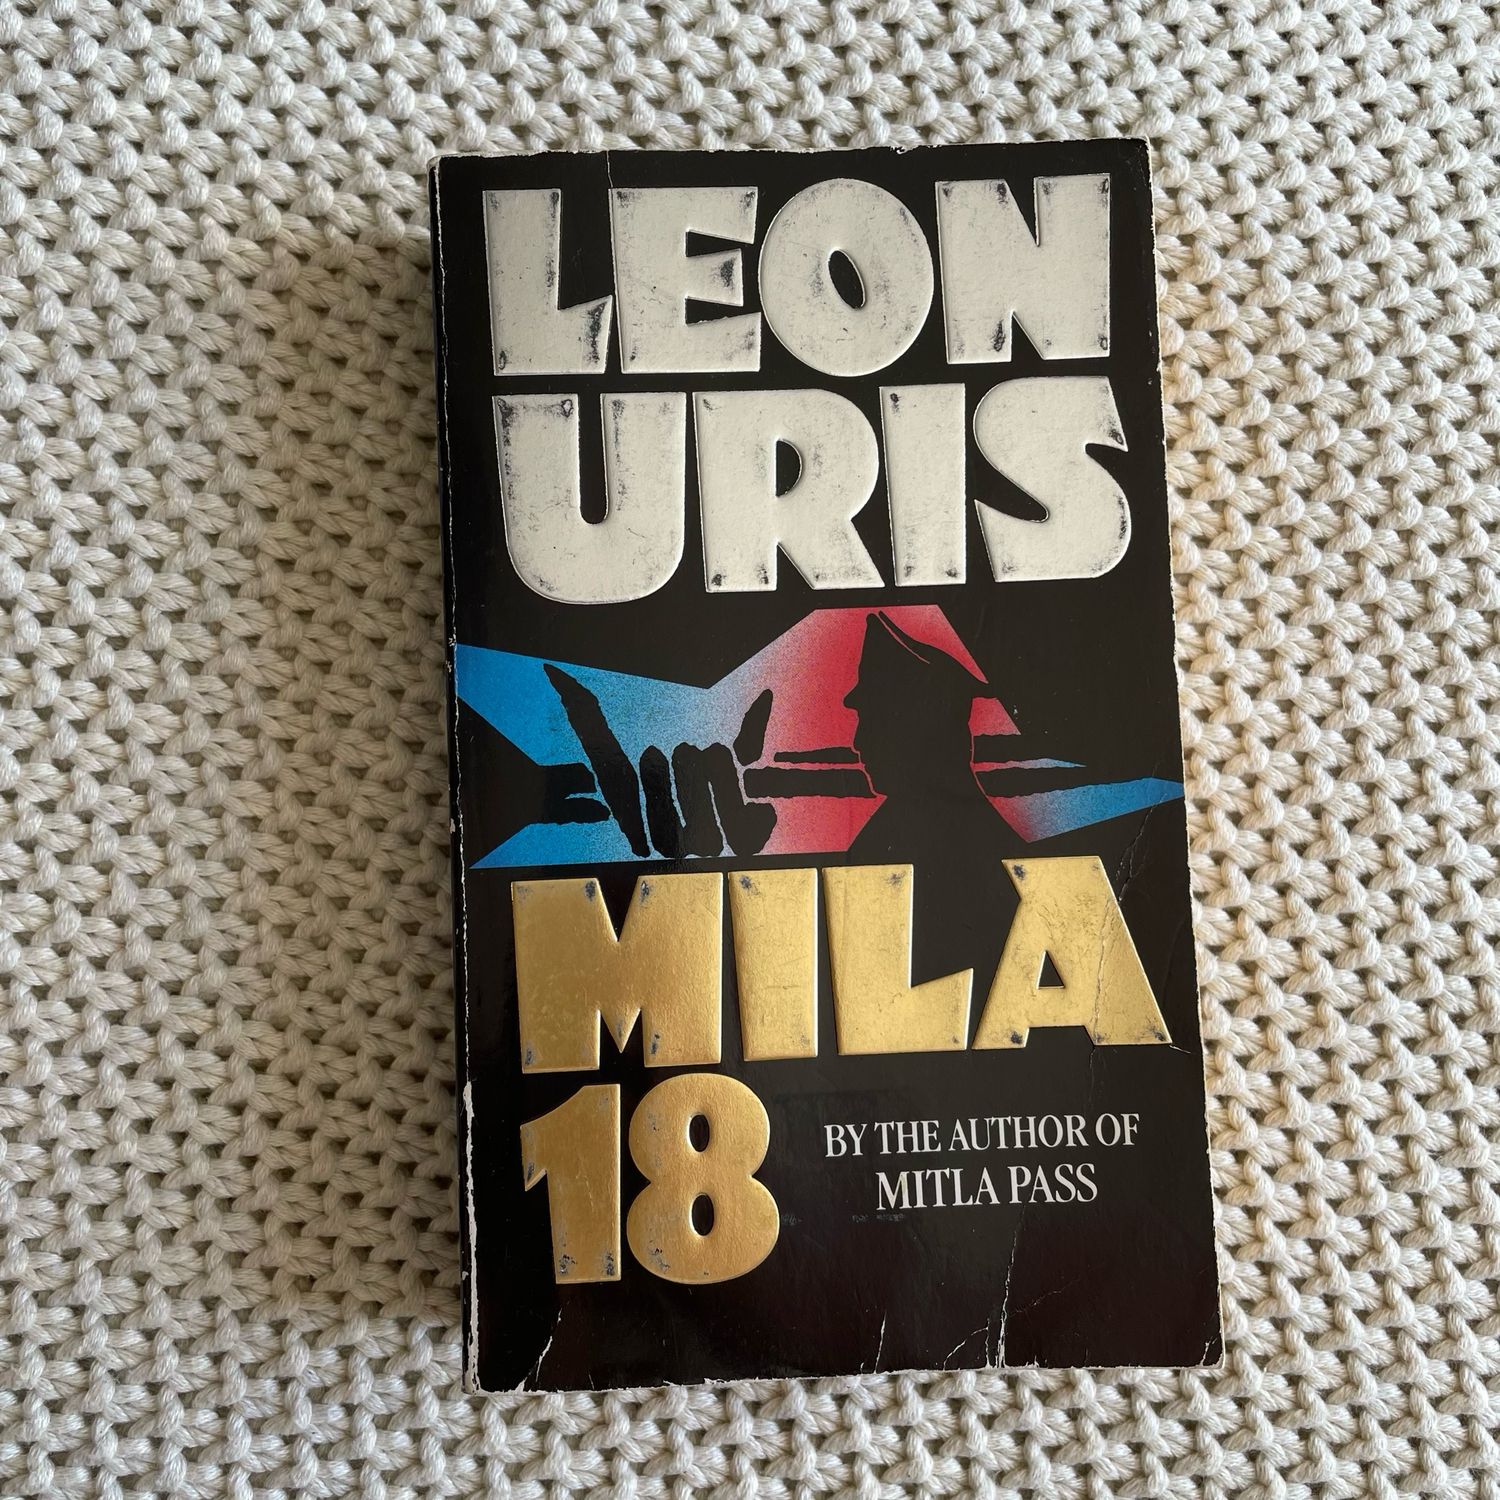 LEON
URIS
MILA
18
BY THE AUTHOR OF
MITLA PASS